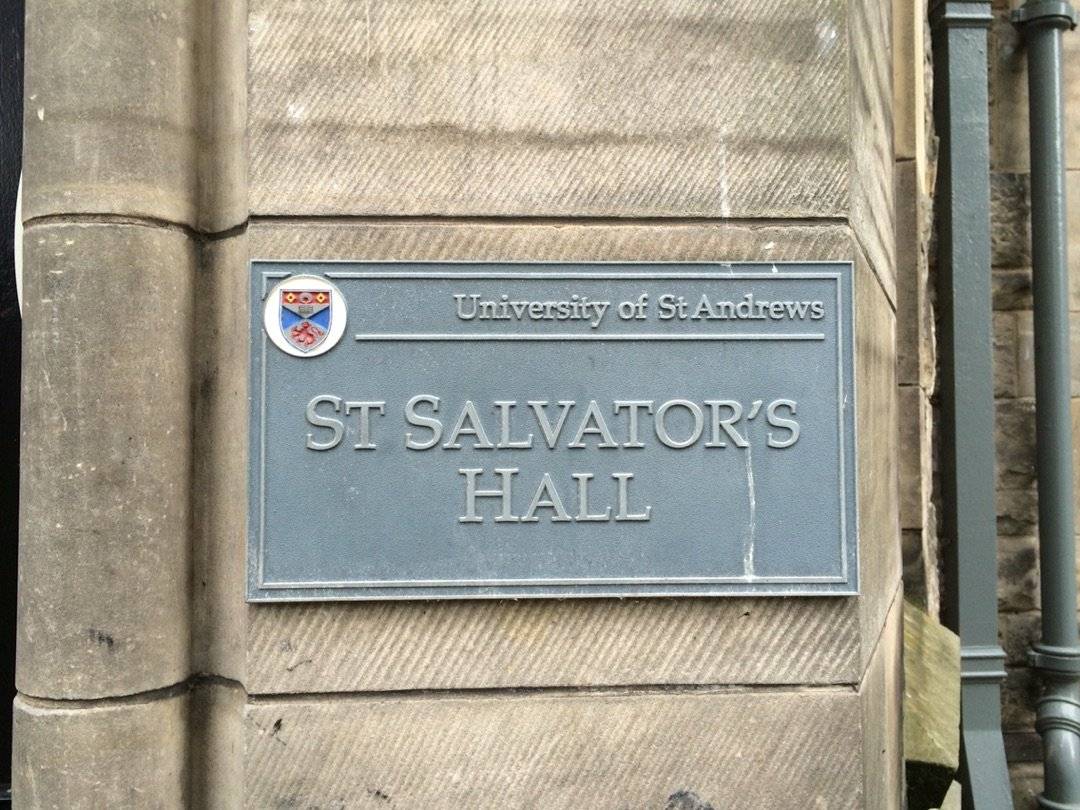 University of St Andrews
ST SALVATOR'S
HALL